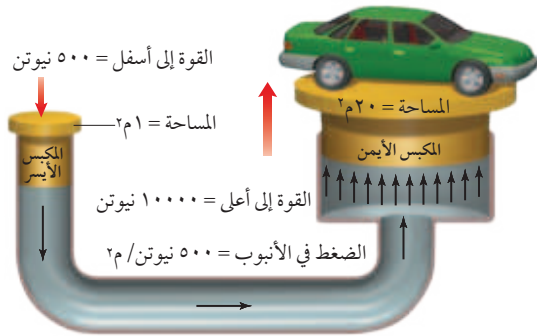 القوة إلى أسفل = ٥٠٠ نيوتن
المساحة = ١م٢
المكبس
الأيسر
المساحة = ٢٠م٢
المكبس الأيمن
القوة إلى أعلى = ١٠٠٠٠ نيوتن
الضغط في الأنبوب = ٥٠٠ نيوتن/ م٢